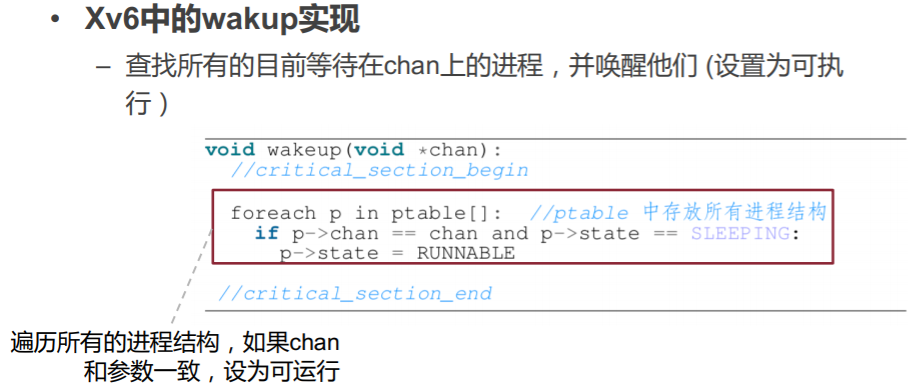 • Xv6中的wakup实现
– 查找所有的目前等待在chan上的进程，并唤醒他们 (设置为可执
行）
void wakeup(void *chan):
//critical_section_begin
foreach p in ptable[]: //ptable 中存放所有进程结构
if p->chan == chan and p->state == SLEEPING:
p->state = RUNNABLE
//critical_section_end
遍历所有的进程结构，如果chan
和参数一致，设为可运行